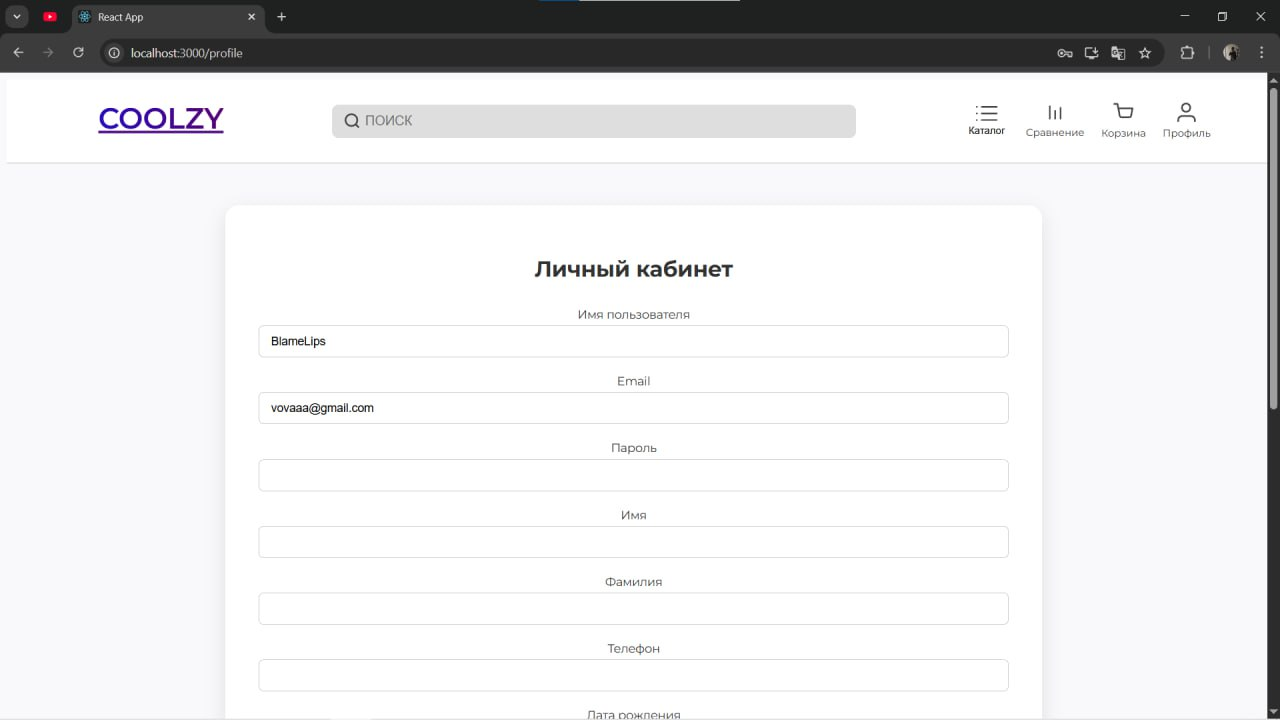 React App
localhost:3000/profile
COOLZY
ПОИСК
Каталог
Сравнение
Корзина
Профиль
Личный кабинет
Имя пользователя
BlameLips
Email
vovaaa@gmail.com
Пароль
Имя
Фамилия
Телефон
Дата рождения